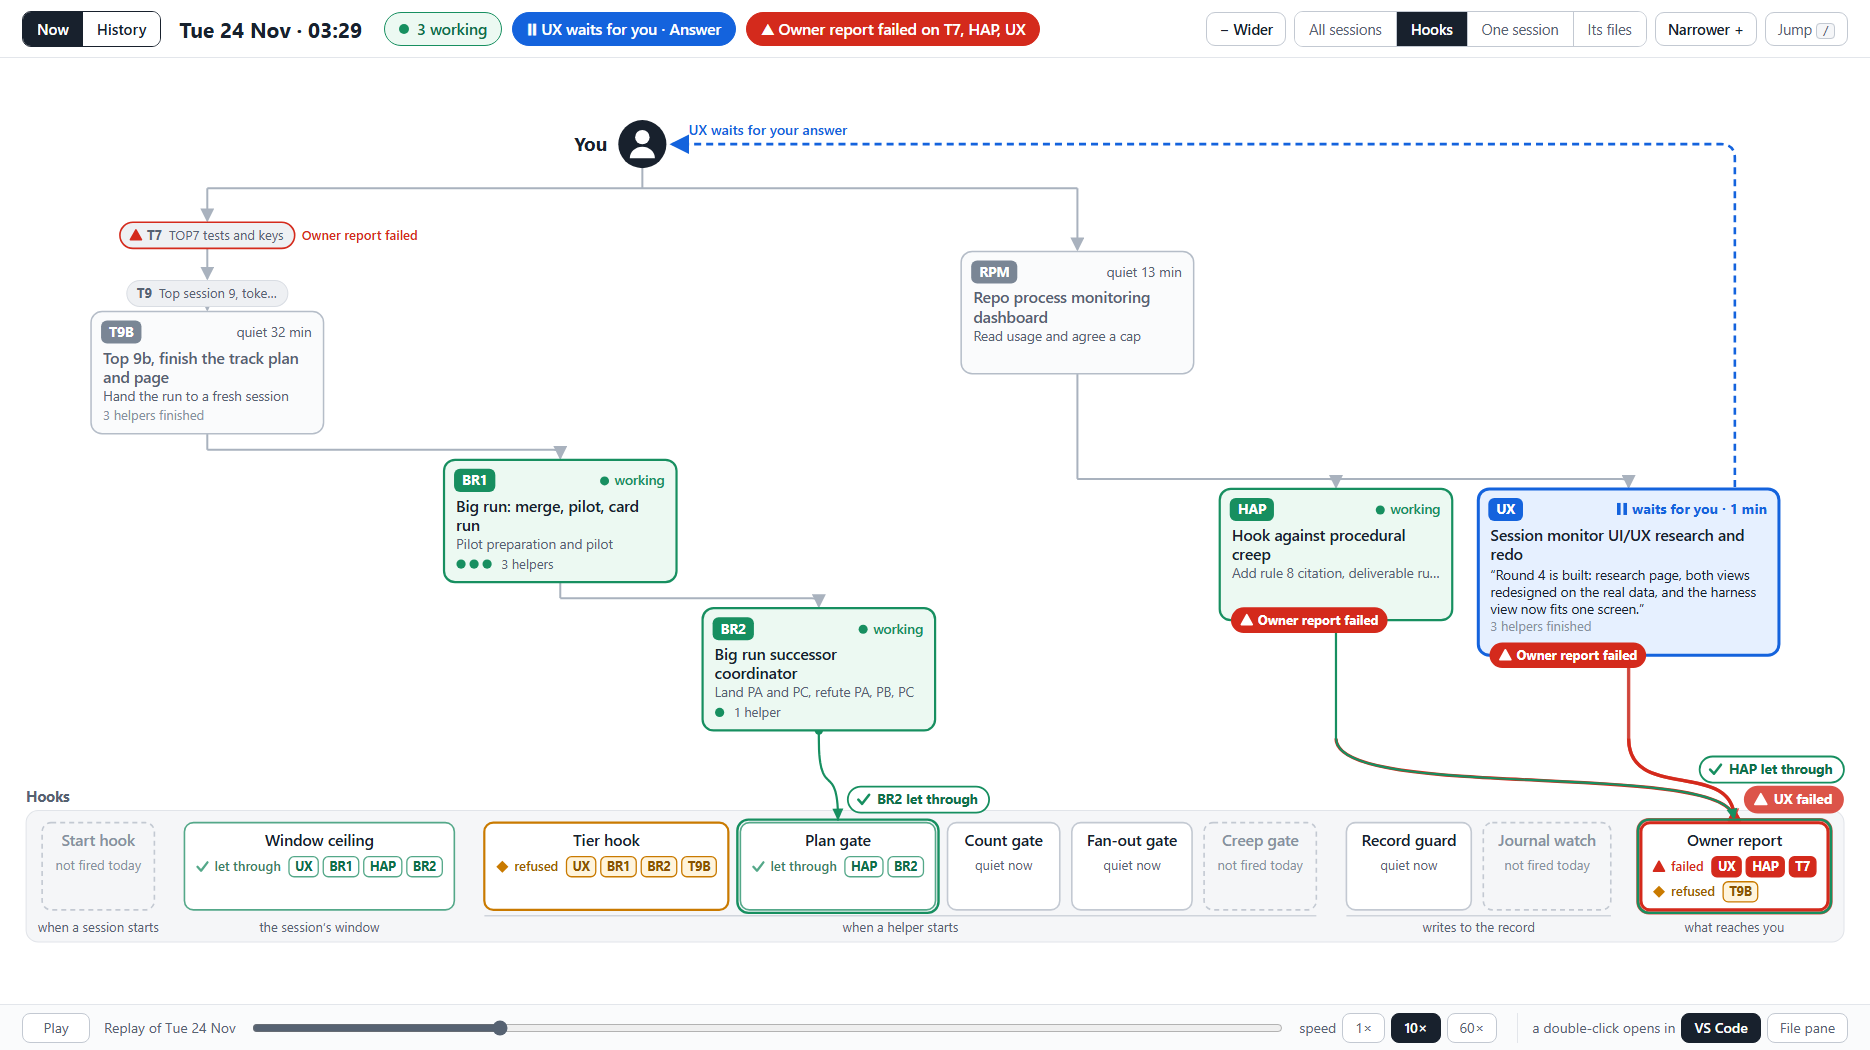 Now
History
Tue 24 Nov · 03:29
3 working
UX waits for you · Answer
Owner report failed on T7, HAP, UX
− Wider
All sessions
Hooks
One session
Its files
Narrower +
Jump /
UX waits for your answer
You
T7 TOP7 tests and keys
Owner report failed
T9 Top session 9, toke...
T9B
quiet 32 min
Top 9b, finish the track plan
and page
Hand the run to a fresh session
3 helpers finished
RPM
quiet 13 min
Repo process monitoring
dashboard
Read usage and agree a cap
BR1
working
Big run: merge, pilot, card
run
Pilot preparation and pilot
3 helpers
HAP
working
Hook against procedural
creep
Add rule 8 citation, deliverable ru...
Owner report failed
UX
waits for you · 1 min
Session monitor UI/UX research and
redo
“Round 4 is built: research page, both views
redesigned on the real data, and the harness
view now fits one screen.”
3 helpers finished
Owner report failed
BR2
working
Big run successor
coordinator
Land PA and PC, refute PA, PB, PC
1 helper
HAP let through
BR2 let through
UX failed
Hooks
Start hook
not fired today
Window ceiling
let through UX BR1 HAP BR2
Tier hook
refused UX BR1 BR2 T9B
Plan gate
let through HAP BR2
Count gate
quiet now
Fan-out gate
quiet now
Creep gate
not fired today
Record guard
quiet now
Journal watch
not fired today
Owner report
failed UX HAP T7
refused T9B
when a session starts
the session's window
when a helper starts
writes to the record
what reaches you
Play
Replay of Tue 24 Nov
speed
1×
10×
60×
a double-click opens in
VS Code
File pane